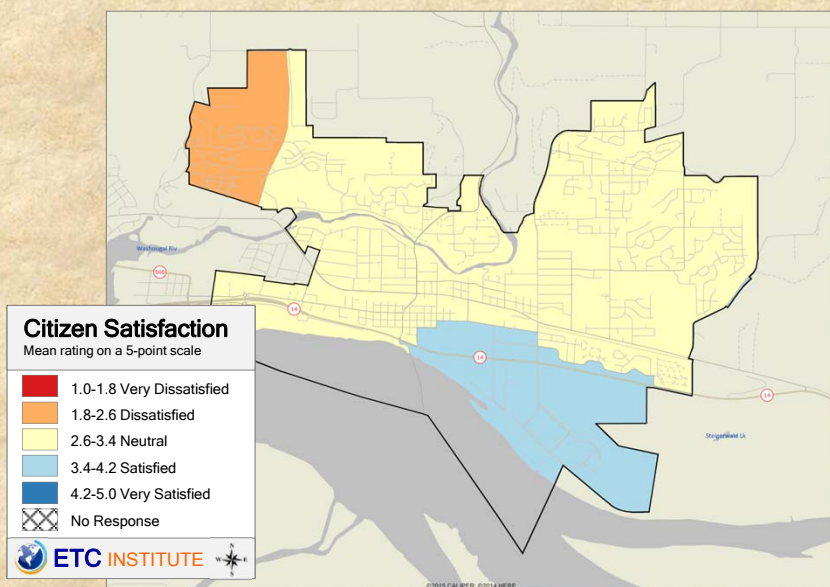 Washougal Riv
500
14
14
14
Steigerwald Lk
Citizen Satisfaction
Mean rating on a 5-point scale
1.0-1.8 Very Dissatisfied
1.8-2.6 Dissatisfied
2.6-3.4 Neutral
3.4-4.2 Satisfied
4.2-5.0 Very Satisfied
No Response
ETC INSTITUTE
N
W E
S
©2015 CALIPER; ©2014 HERE